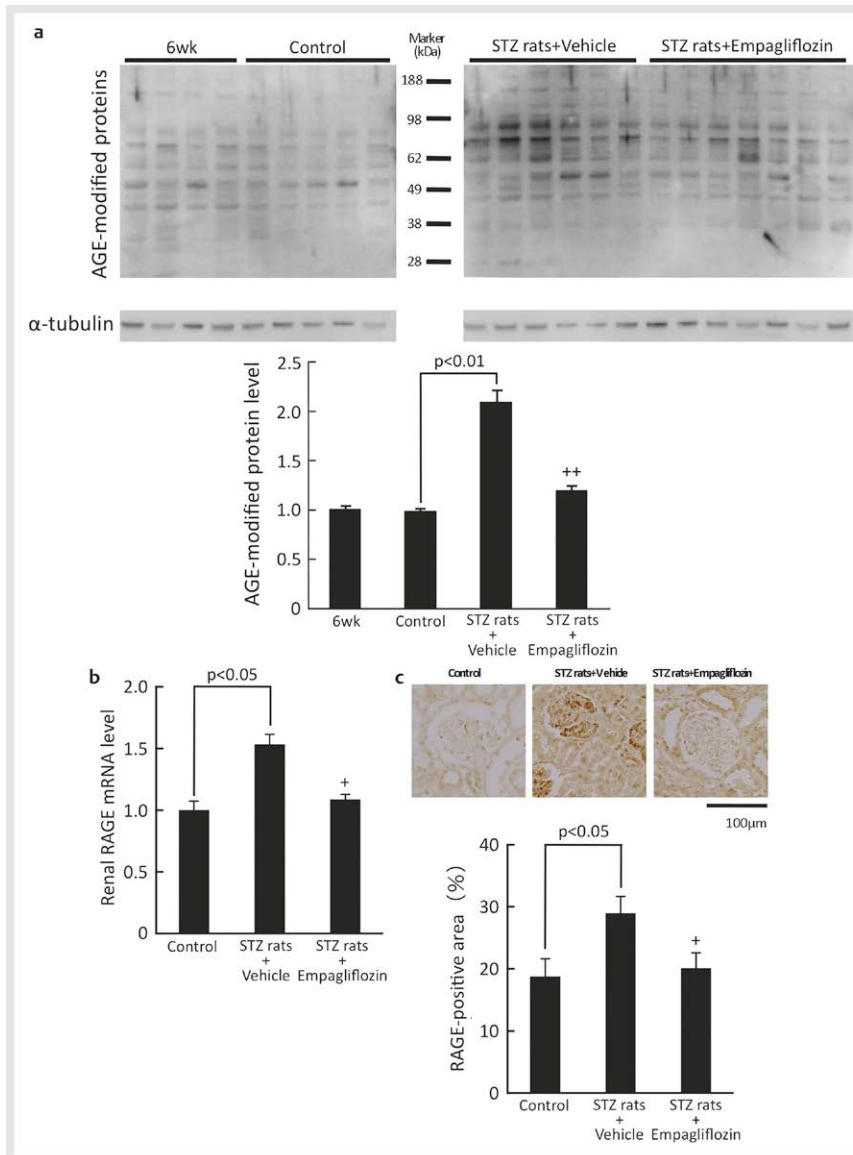 a
6wk
Control
Marker
(kDa)
STZ rats+Vehicle
STZ rats+Empagliflozin
AGE-modified proteins
188
98
62
49
38
28
α-tubulin
AGE-modified protein level
2.5
2.0
1.5
1.0
0.5
0
p<0.01
++
6wk
Control
STZ rats
+
Vehicle
STZ rats
+
Empagliflozin
b
Renal RAGE mRNA level
2.0
1.5
1.0
0.5
0
p<0.05
+
Control
STZ rats
+
Vehicle
STZ rats
+
Empagliflozin
c
Control
STZ rats+Vehicle
STZ rats+Empagliflozin
100μm
RAGE-positive area (%)
40
30
20
10
0
p<0.05
+
Control
STZ rats
+
Vehicle
STZ rats
+
Empagliflozin